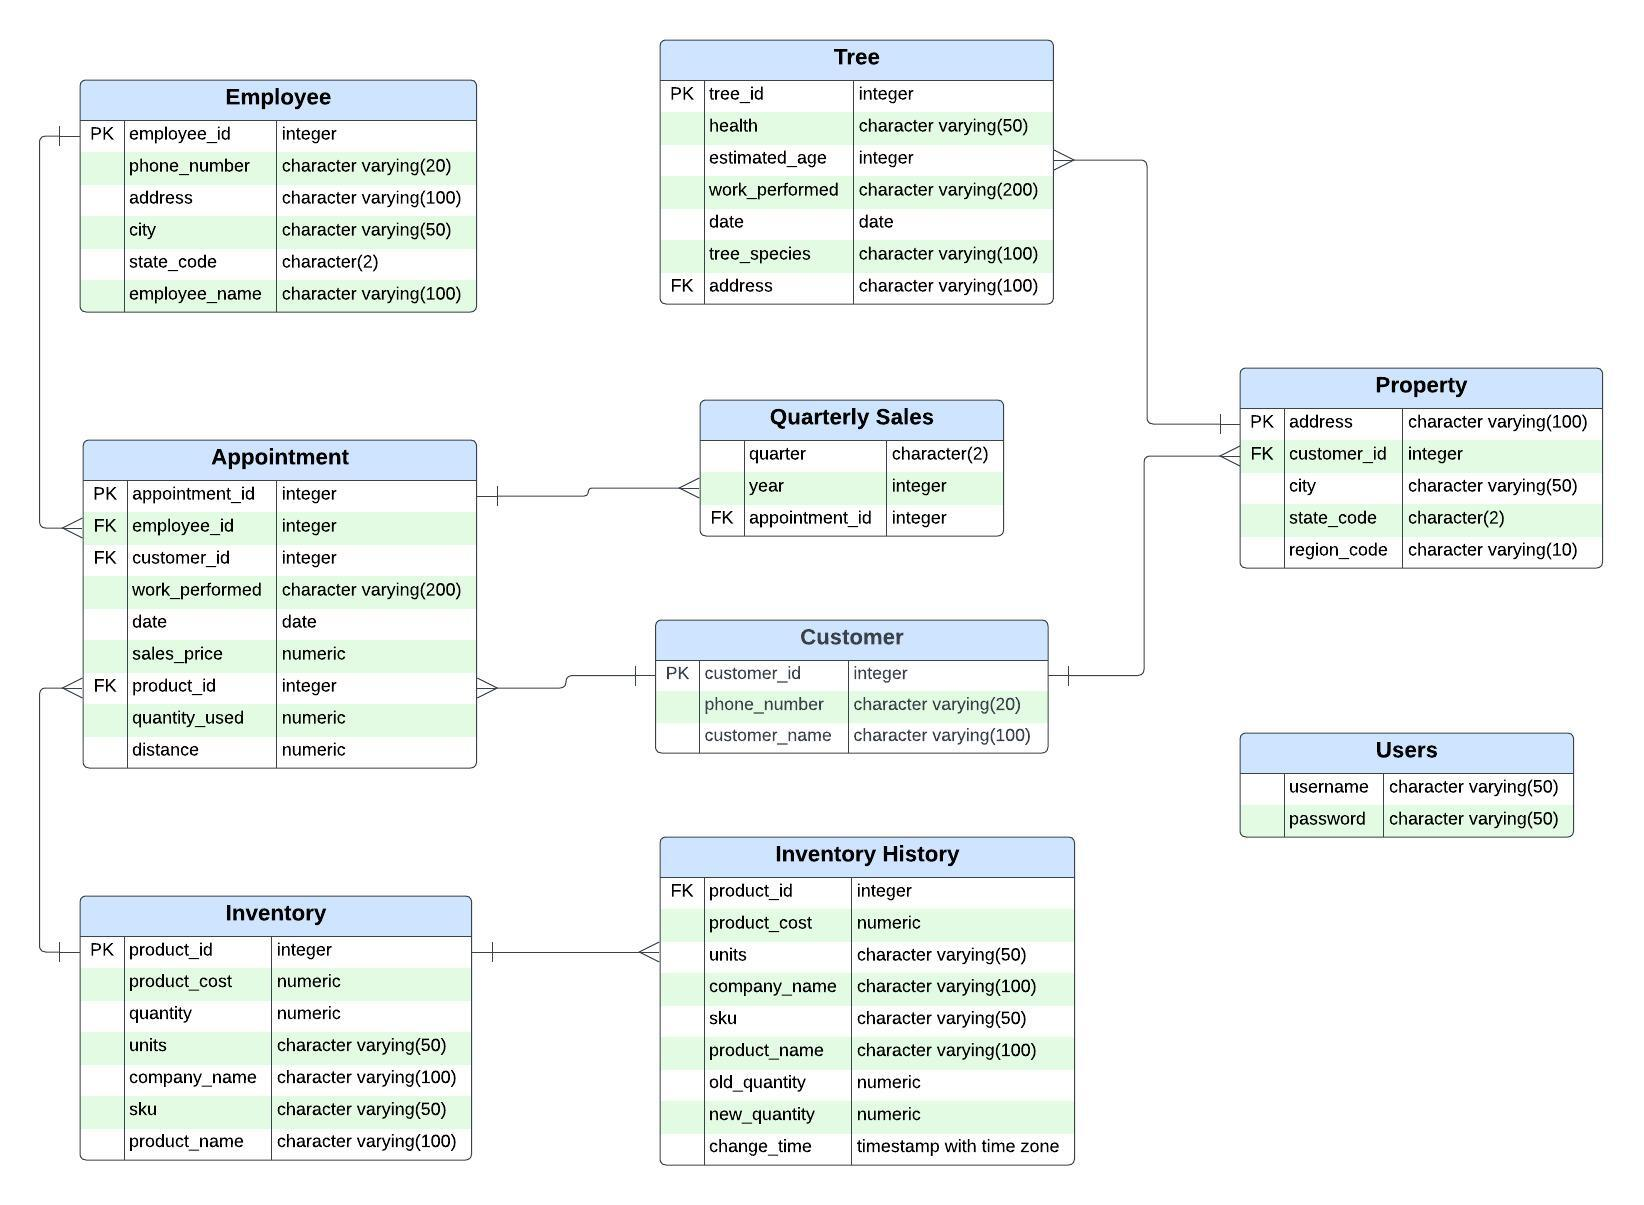 Employee
PK employee_id integer
phone_number character varying(20)
address character varying(100)
city character varying(50)
state_code character(2)
employee_name character varying(100)
Tree
PK tree_id integer
health character varying(50)
estimated_age integer
work_performed character varying(200)
date date
tree_species character varying(100)
FK address character varying(100)
Property
PK address character varying(100)
FK customer_id integer
city character varying(50)
state_code character(2)
region_code character varying(10)
Quarterly Sales
quarter character(2)
year integer
FK appointment_id integer
Appointment
PK appointment_id integer
FK employee_id integer
FK customer_id integer
work_performed character varying(200)
date date
sales_price numeric
FK product_id integer
quantity_used numeric
distance numeric
Customer
PK customer_id integer
phone_number character varying(20)
customer_name character varying(100)
Users
username character varying(50)
password character varying(50)
Inventory History
FK product_id integer
product_cost numeric
units character varying(50)
company_name character varying(100)
sku character varying(50)
product_name character varying(100)
old_quantity numeric
new_quantity numeric
change_time timestamp with time zone
Inventory
PK product_id integer
product_cost numeric
quantity numeric
units character varying(50)
company_name character varying(100)
sku character varying(50)
product_name character varying(100)